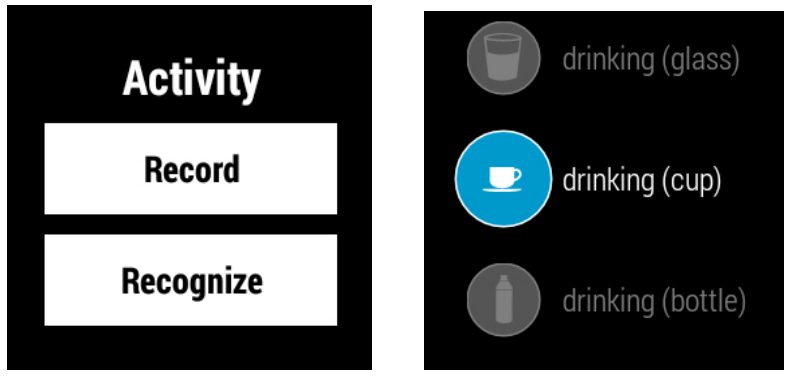 Activity
Record
Recognize
drinking (glass)
drinking (cup)
drinking (bottle)